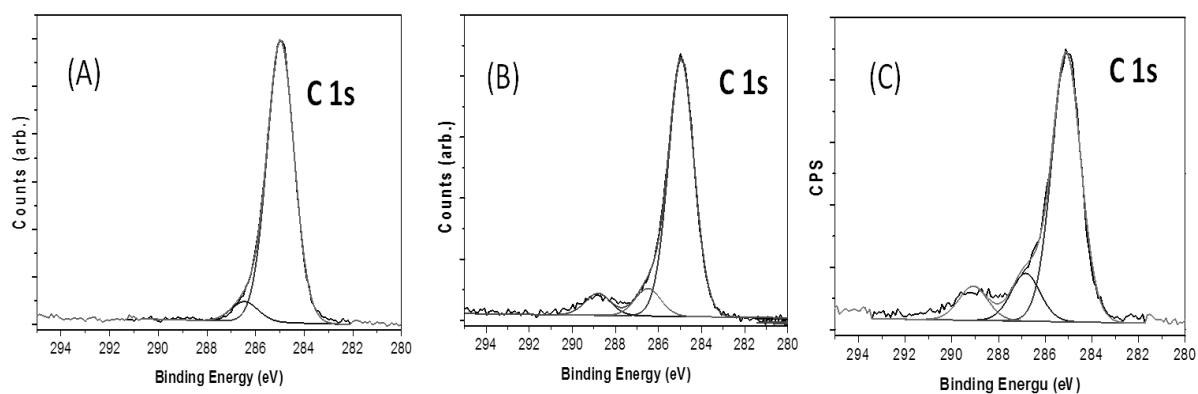 (A)
C 1s
Counts (arb.)
294 292 290 288 286 284 282 280
Binding Energy (eV)
(B)
C 1s
Counts (arb.)
294 292 290 288 286 284 282 280
Binding Energy (eV)
(C)
C 1s
CPS
294 292 290 288 286 284 282 280
Binding Energu (eV)